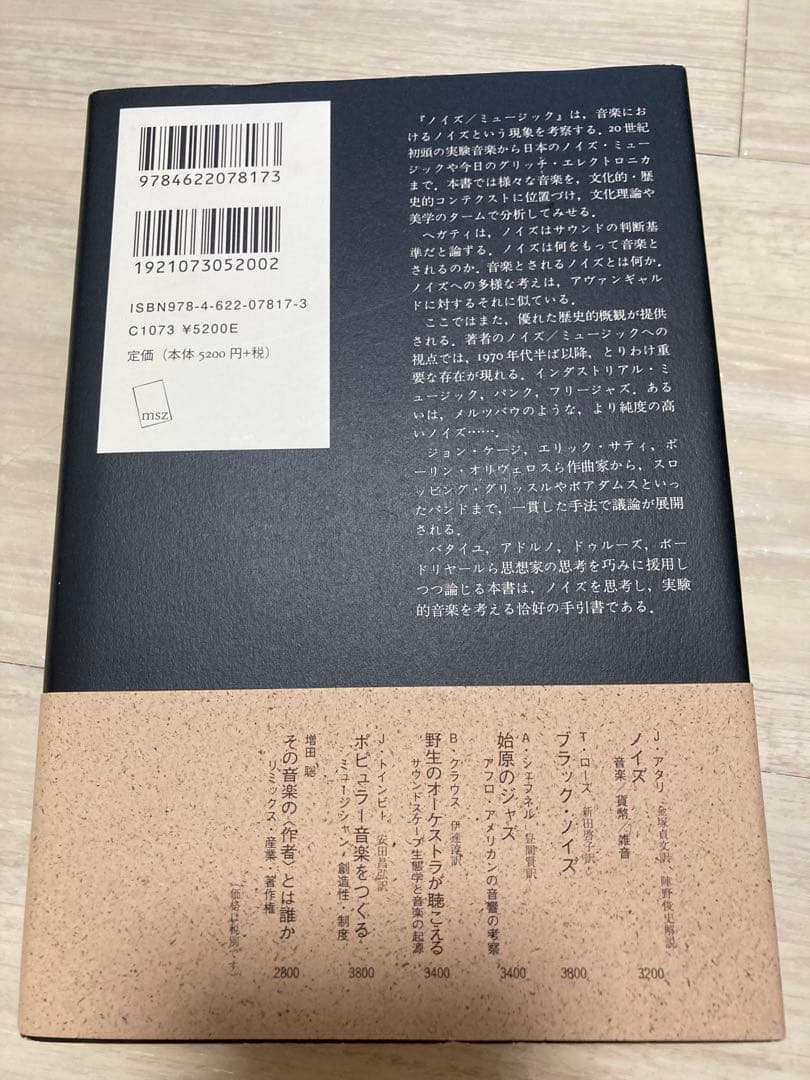 9784622078173
1921073052002
ISBN978-4-622-07817-3
C1073 ¥5200E
定価（本体 5200 円+税）
msz
『ノイズ／ミュージック』は，音楽にお
けるノイズという現象を考察する．20世紀
初頭の実験音楽から日本のノイズ・ミュー
ジックや今日のグリッチ・エレクトロニカ
まで．本書では様々な音楽を，文化的・歴
史的コンテクストに位置づけ，文化理論や
美学のタームで分析してみせる．
ヘガティは，ノイズはサウンドの判断基
準だと論ずる．ノイズは何をもって音楽と
されるのか．音楽とされるノイズとは何か．
ノイズへの多様な考えは，アヴァンギャル
ドに対するそれに似ている．
ここではまた，優れた歴史的概観が提供
される．著者のノイズ／ミュージックへの
視点では，1970年代半ば以降，とりわけ重
要な存在が現れる．インダストリアル・ミ
ュージック，パンク，フリージャズ．ある
いは，メルツバウのような，より純度の高
いノイズ……．
ジョン・ケージ，エリック・サティ，ポ
ーリン・オリヴェロスら作曲家から，スロ
ッビング・グリッスルやボアダムスといっ
たバンドまで，一貫した手法で議論が展開
される．
バタイユ，アドルノ，ドゥルーズ，ボー
ドリヤールら思想家の思考を巧みに援用し
つつ論じる本書は，ノイズを思考し，実験
的音楽を考える恰好の手引書である．
J・アタリ 金塚貞文訳 陣野俊史解説
ノイズ
音楽／貨幣／雑音
3200
T・ローズ 新田啓子訳
ブラック・ノイズ
3800
A・シェフネル 昼間賢訳
始原のジャズ
アフロ・アメリカンの音響の考察
3400
B・クラウス 伊達淳訳
野生のオーケストラが聴こえる
サウンドスケープ生態学と音楽の起源
3400
J・トインビー 安田昌弘訳
ポピュラー音楽をつくる
ミュージシャン・創造性・制度
3800
増田 聡
その音楽の〈作者〉とは誰か
リミックス・産業・著作権
2800
（価格は税別です）